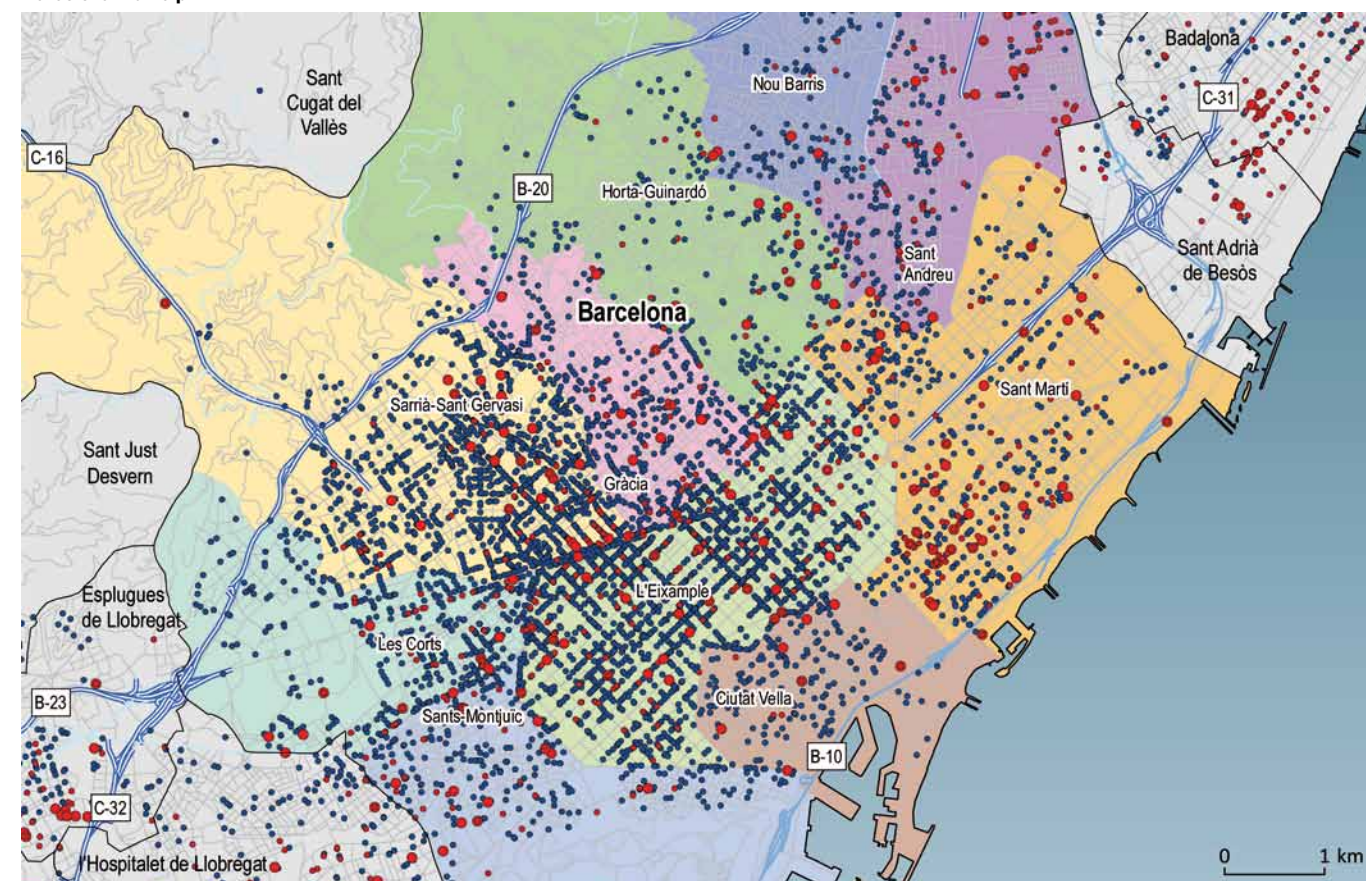 Badalona
Sant
Cugat del
Vallès
Nou Barris
C-31
C-16
B-20
Horta-Guinardó
Sant
Andreu
Sant Adrià
de Besòs
Barcelona
Sant Martí
Sarrià-Sant Gervasi
Sant Just
Desvern
Gràcia
L'Eixample
Esplugues
de Llobregat
Les Corts
B-23
Ciutat Vella
Sants-Montjuic
B-10
C-32
l'Hospitalet de Llobregat
0 1 km